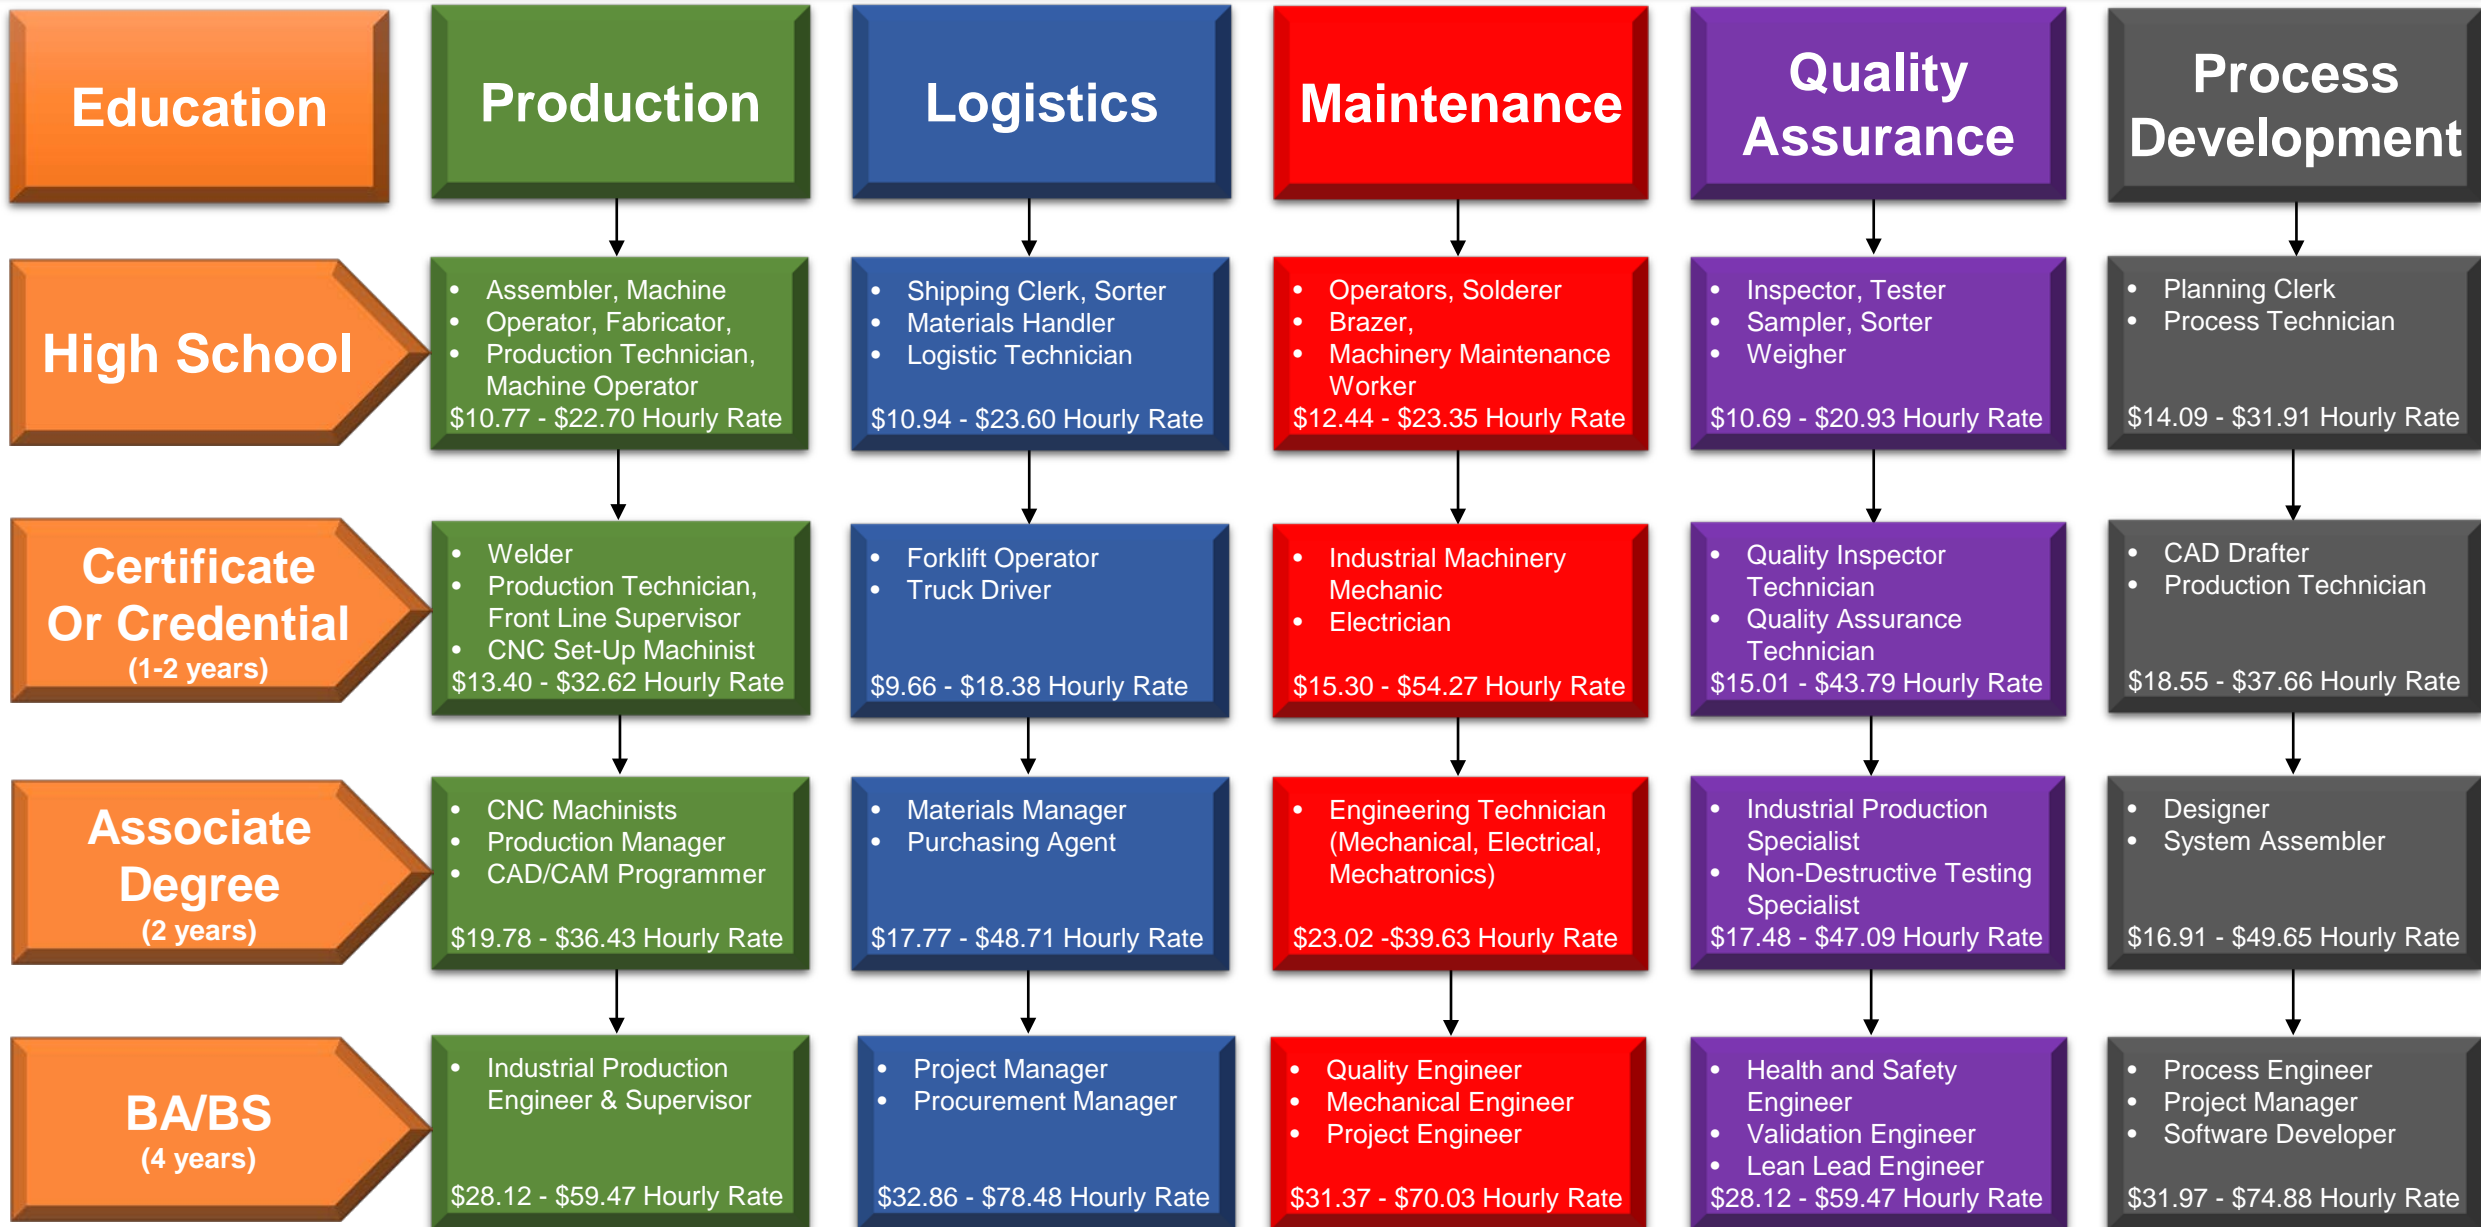 Education
Production
Logistics
Maintenance
Quality
Assurance
Process
Development
High School
• Assembler, Machine
• Operator, Fabricator,
• Production Technician,
Machine Operator
$10.77 - $22.70 Hourly Rate
• Shipping Clerk, Sorter
• Materials Handler
• Logistic Technician
$10.94 - $23.60 Hourly Rate
• Operators, Solderer
• Brazer,
• Machinery Maintenance
Worker
$12.44 - $23.35 Hourly Rate
• Inspector, Tester
• Sampler, Sorter
• Weigher
$10.69 - $20.93 Hourly Rate
• Planning Clerk
• Process Technician
$14.09 - $31.91 Hourly Rate
Certificate
Or Credential
(1-2 years)
• Welder
• Production Technician,
Front Line Supervisor
• CNC Set-Up Machinist
$13.40 - $32.62 Hourly Rate
• Forklift Operator
• Truck Driver
$9.66 - $18.38 Hourly Rate
• Industrial Machinery
Mechanic
• Electrician
$15.30 - $54.27 Hourly Rate
• Quality Inspector
Technician
• Quality Assurance
Technician
$15.01 - $43.79 Hourly Rate
• CAD Drafter
• Production Technician
$18.55 - $37.66 Hourly Rate
Associate
Degree
(2 years)
• CNC Machinists
• Production Manager
• CAD/CAM Programmer
$19.78 - $36.43 Hourly Rate
• Materials Manager
• Purchasing Agent
$17.77 - $48.71 Hourly Rate
• Engineering Technician
(Mechanical, Electrical,
Mechatronics)
$23.02 -$39.63 Hourly Rate
• Industrial Production
Specialist
• Non-Destructive Testing
Specialist
$17.48 - $47.09 Hourly Rate
• Designer
• System Assembler
$16.91 - $49.65 Hourly Rate
BA/BS
(4 years)
• Industrial Production
Engineer & Supervisor
$28.12 - $59.47 Hourly Rate
• Project Manager
• Procurement Manager
$32.86 - $78.48 Hourly Rate
• Quality Engineer
• Mechanical Engineer
• Project Engineer
$31.37 - $70.03 Hourly Rate
• Health and Safety
Engineer
• Validation Engineer
• Lean Lead Engineer
$28.12 - $59.47 Hourly Rate
• Process Engineer
• Project Manager
• Software Developer
$31.97 - $74.88 Hourly Rate